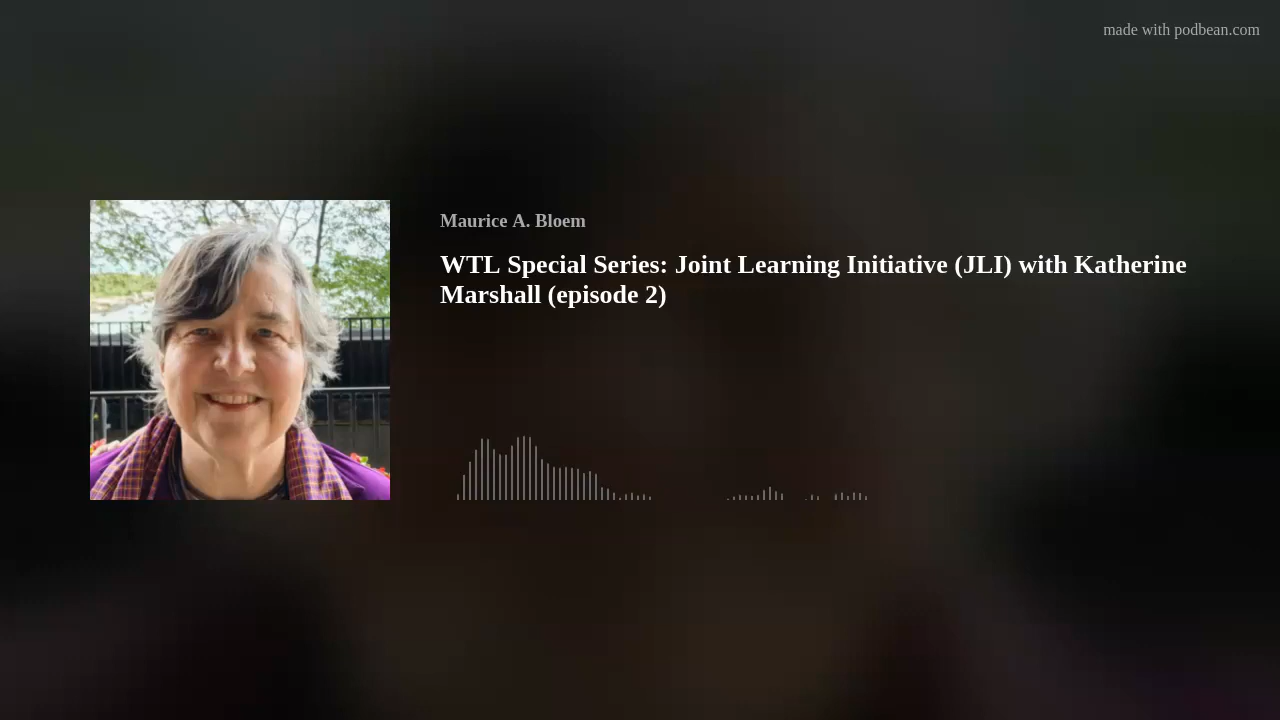 made with podbean.com
Maurice A. Bloem
WTL Special Series: Joint Learning Initiative (JLI) with Katherine
Marshall (episode 2)